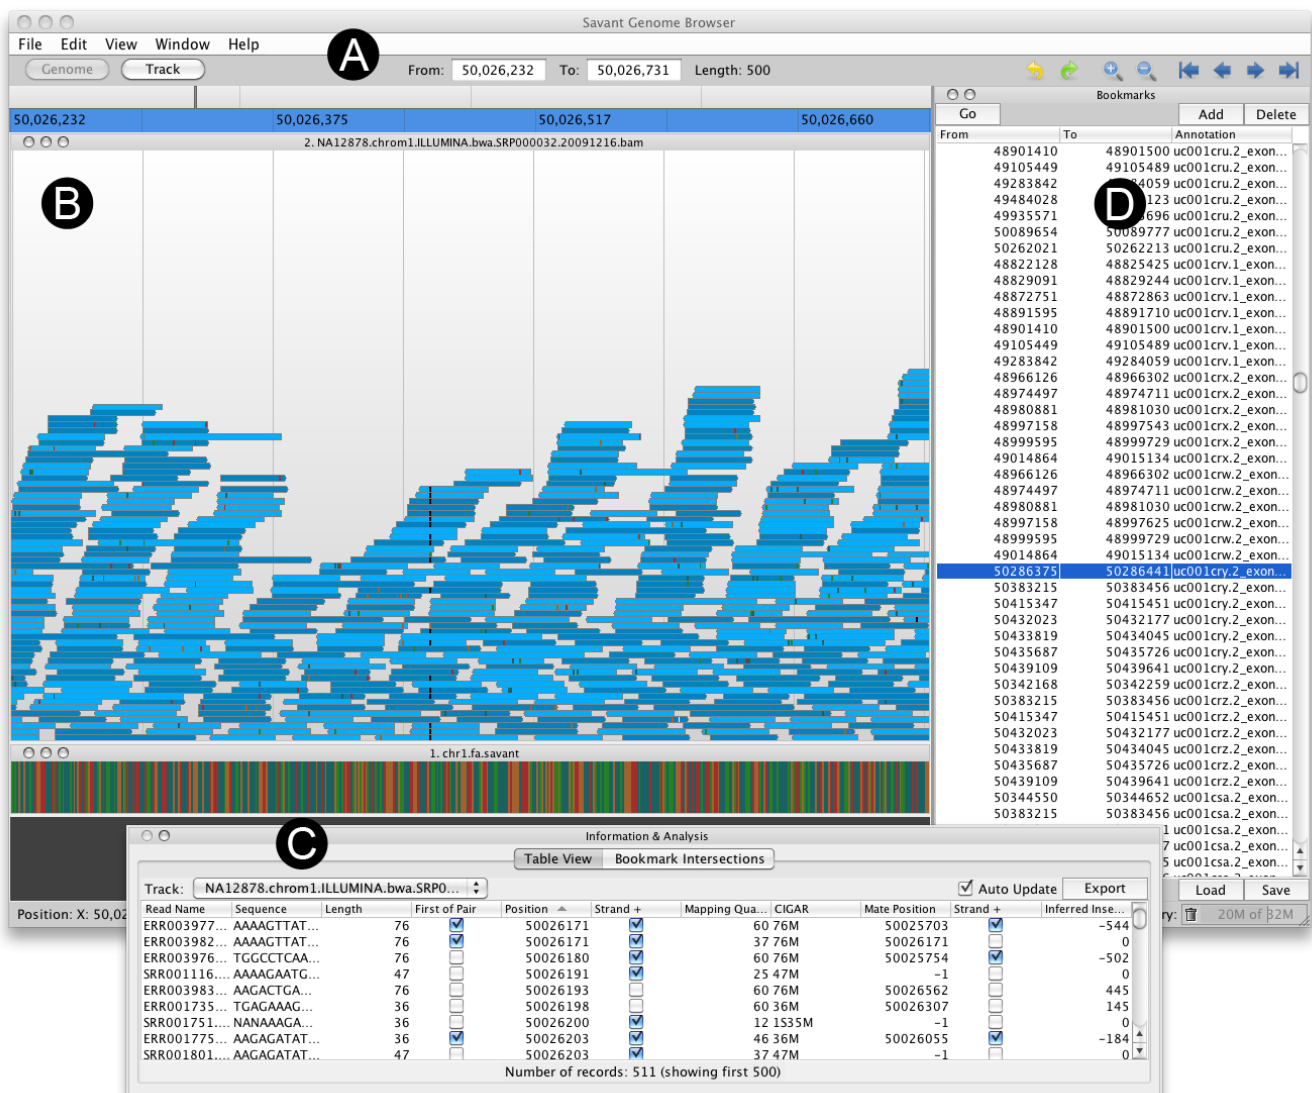 Savant Genome Browser
File Edit View Window Help
A
Genome Track From: 50,026,232 To: 50,026,731 Length: 500
50,026,232 50,026,375 50,026,517 50,026,660
2. NA12878.chrom1.ILLUMINA.bwa.SRP000032.20091216.bam
B
1. chr1.fa.savant
Bookmarks
Go Add Delete
From To Annotation
48901410 48901500 uc001cru.2_exon...
49105449 49105489 uc001cru.2_exon...
49283842 4059 uc001cru.2_exon...
49484028 123 uc001cru.2_exon...
49935571 696 uc001cru.2_exon...
D
50089654 50089777 uc001cru.2_exon...
50262021 50262213 uc001cru.2_exon...
48822128 48825425 uc001crv.1_exon...
48829091 48829244 uc001crv.1_exon...
48872751 48872863 uc001crv.1_exon...
48891595 48891710 uc001crv.1_exon...
48901410 48901500 uc001crv.1_exon...
49105449 49105489 uc001crv.1_exon...
49283842 49284059 uc001crv.1_exon...
48966126 48966302 uc001crx.2_exon...
48974497 48974711 uc001crx.2_exon...
48980881 48981030 uc001crx.2_exon...
48997158 48997543 uc001crx.2_exon...
48999595 48999729 uc001crx.2_exon...
49014864 49015134 uc001crx.2_exon...
48966126 48966302 uc001crw.2_exon...
48974497 48974711 uc001crw.2_exon...
48980881 48981030 uc001crw.2_exon...
48997158 48997625 uc001crw.2_exon...
48999595 48999729 uc001crw.2_exon...
49014864 49015134 uc001crw.2_exon...
50286375 50286441 uc001cry.2_exon...
50383215 50383456 uc001cry.2_exon...
50415347 50415451 uc001cry.2_exon...
50432023 50432177 uc001cry.2_exon...
50433819 50434045 uc001cry.2_exon...
50435687 50435726 uc001cry.2_exon...
50439109 50439641 uc001cry.2_exon...
50342168 50342259 uc001crz.2_exon...
50383215 50383456 uc001crz.2_exon...
50415347 50415451 uc001crz.2_exon...
50432023 50432177 uc001crz.2_exon...
50433819 50434045 uc001crz.2_exon...
50435687 50435726 uc001crz.2_exon...
50439109 50439641 uc001crz.2_exon...
50344550 50344652 uc001csa.2_exon...
50383215 50383456 uc001csa.2_exon...
1 uc001csa.2_exon...
7 uc001csa.2_exon...
5 uc001csa.2_exon...
Load Save
ry: 20M of 32M
Position: X: 50,02
C
Information & Analysis
Table View Bookmark Intersections
Track: NA12878.chrom1.ILLUMINA.bwa.SRP0... Auto Update Export
Read Name Sequence Length First of Pair Position Strand + Mapping Qua... CIGAR Mate Position Strand + Inferred Inse...
ERR003977... AAAAGTTAT... 76 50026171 60 76M 50025703 -544
ERR003982... AAAAGTTAT... 76 50026171 37 76M 50026171 0
ERR003976... TGGCCTCAA... 76 50026180 60 76M 50025754 -502
SRR001116.... AAAAGAATG... 47 50026191 25 47M -1 0
ERR003983... AAGACTGA... 76 50026193 60 76M 50026562 445
ERR001735... TGAGAAAG... 36 50026198 60 36M 50026307 145
SRR001751.... NANAAAGA... 36 50026200 12 1S35M -1 0
ERR001775... AAGAGATAT... 36 50026203 46 36M 50026055 -184
SRR001801.... AAGAGATAT... 47 50026203 37 47M -1 0
Number of records: 511 (showing first 500)